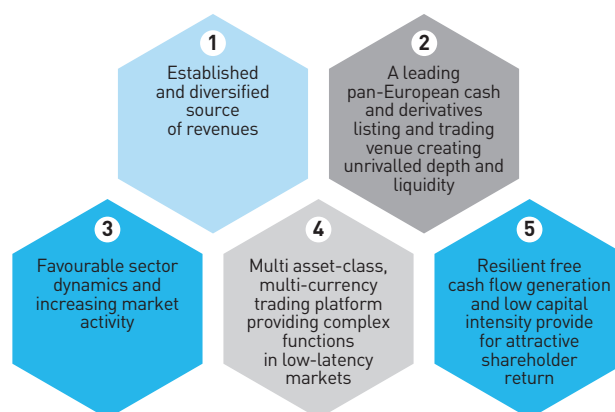 1
Established
and diversified
source
of revenues
2
A leading
pan-European cash
and derivatives
listing and trading
venue creating
unrivalled depth and
liquidity
3
Favourable sector
dynamics and
increasing market
activity
4
Multi asset-class,
multi-currency
trading platform
providing complex
functions
in low-latency
markets
5
Resilient free
cash flow generation
and low capital
intensity provide
for attractive
shareholder
return